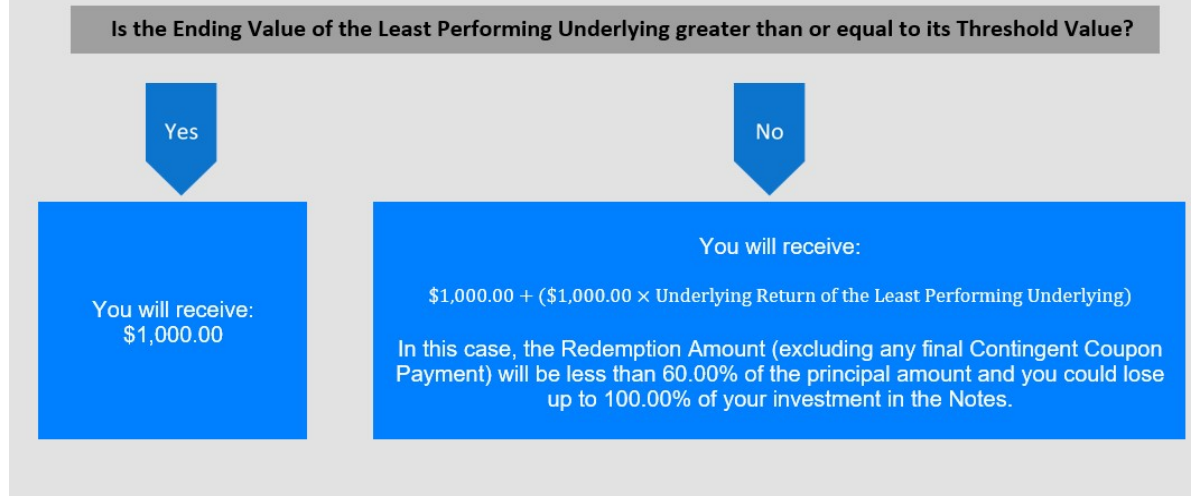 Is the Ending Value of the Least Performing Underlying greater than or equal to its Threshold Value?
Yes
No
You will receive:
$1,000.00
You will receive:
$1,000.00 + ($1,000.00 × Underlying Return of the Least Performing Underlying)
In this case, the Redemption Amount (excluding any final Contingent Coupon
Payment) will be less than 60.00% of the principal amount and you could lose
up to 100.00% of your investment in the Notes.